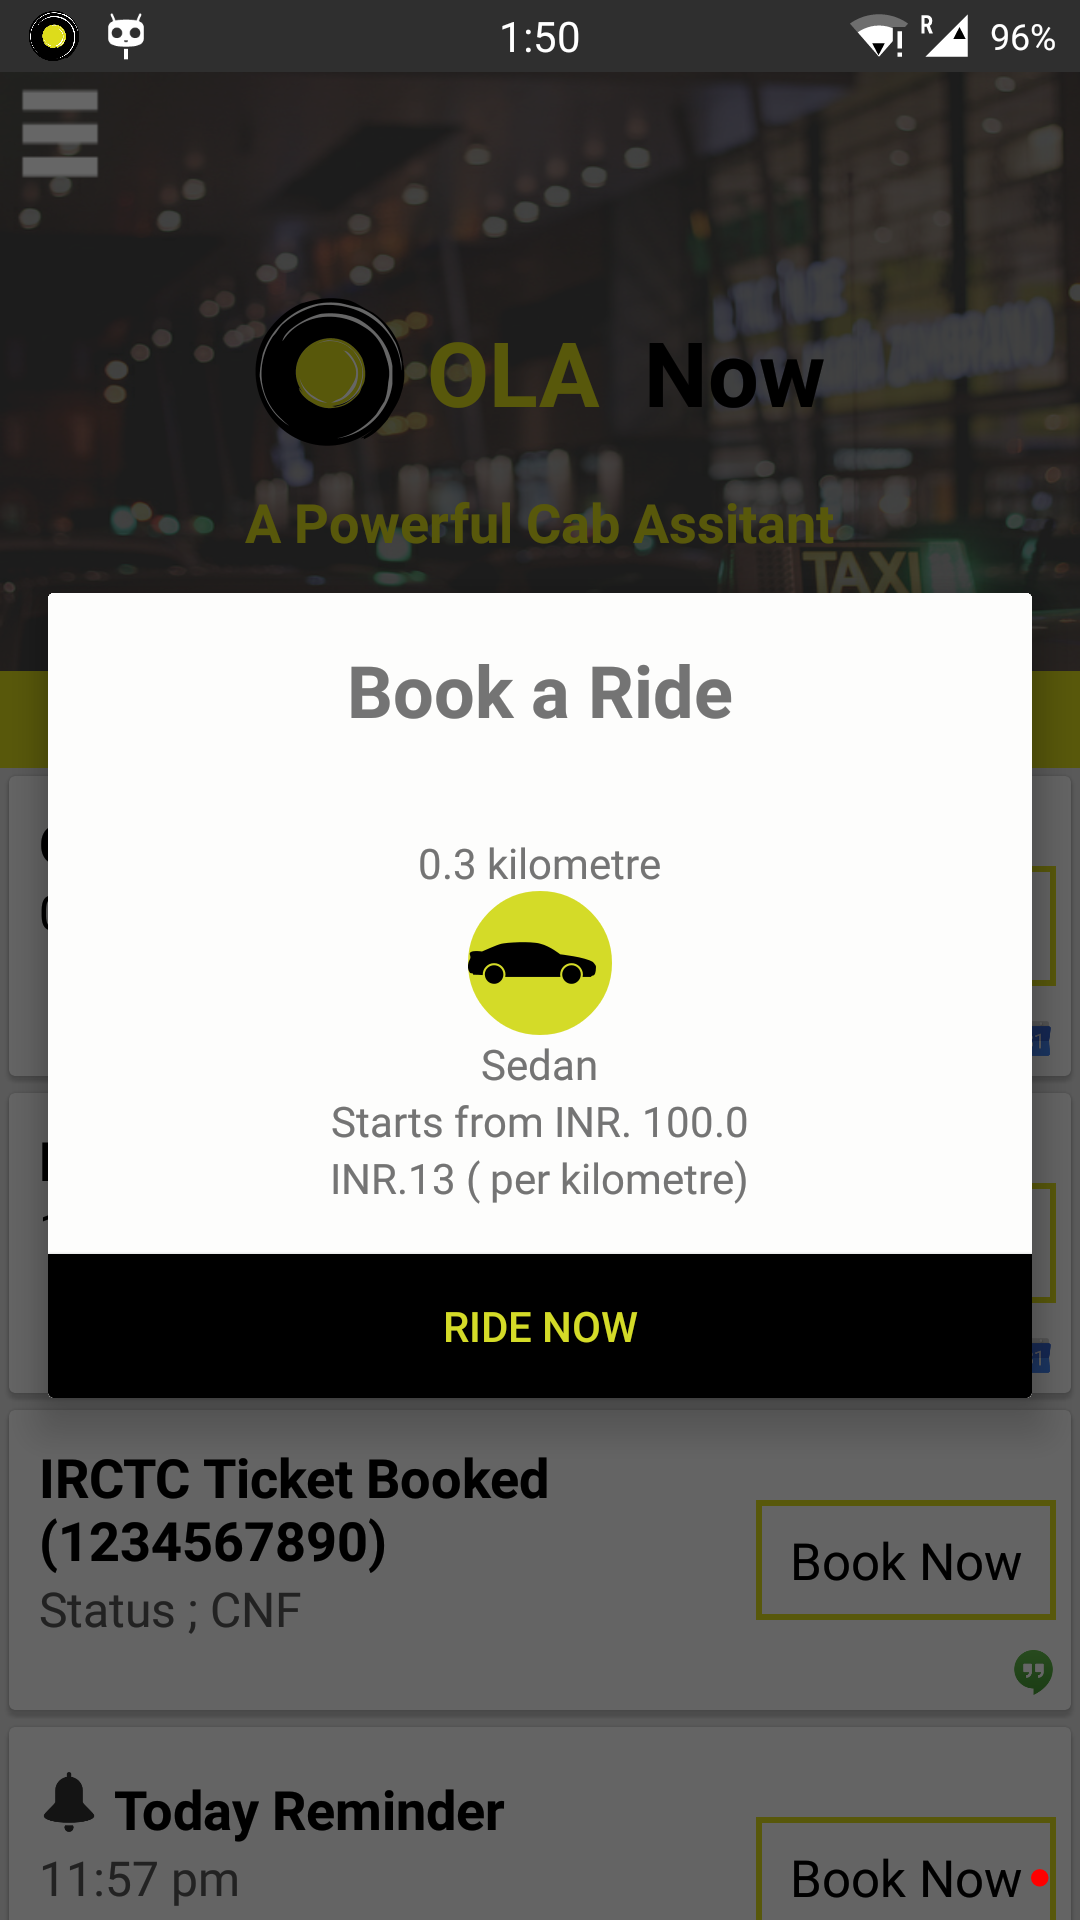 1:50
R
96%
OLA Now
A Powerful Cab Assitant
TAXI
Book a Ride
0.3 kilometre
Sedan
Starts from INR. 100.0
INR.13 ( per kilometre)
RIDE NOW
IRCTC Ticket Booked
(1234567890)
Status ; CNF
Book Now
Today Reminder
11:57 pm
Book Now